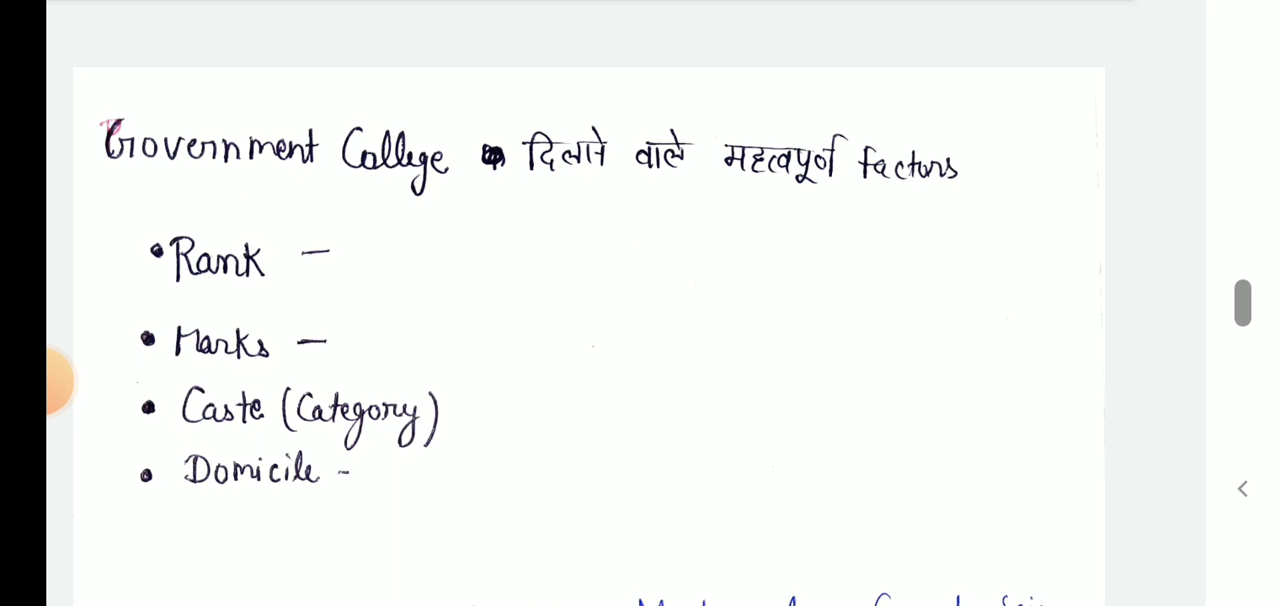 Government College दिलाने वाले महत्वपूर्ण factors
• Rank —
• Marks —
• Caste (Category)
• Domicile -